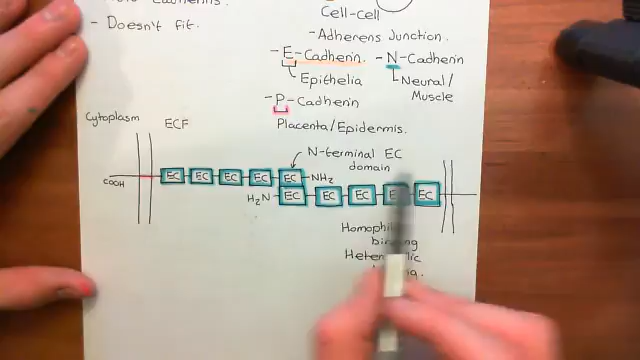 - Doesn't fit.
Cell-cell
- Adherens Junction.
- E-Cadherin. - N-Cadherin
Epithelia Neural/
Muscle
- P-Cadherin
Placenta/Epidermis.
Cytoplasm ECF
N-terminal EC
domain
COOH EC EC EC EC EC NH2
H2N EC EC EC EC EC
binding